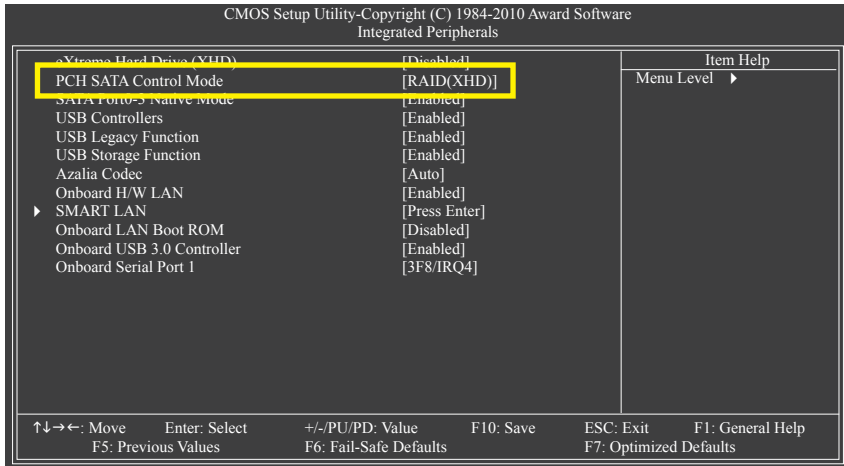 CMOS Setup Utility-Copyright (C) 1984-2010 Award Software
Integrated Peripherals
eXtreme Hard Drive (XHD) [Disabled]
PCH SATA Control Mode [RAID(XHD)]
SATA Port0-3 Native Mode [Enabled]
USB Controllers [Enabled]
USB Legacy Function [Enabled]
USB Storage Function [Enabled]
Azalia Codec [Auto]
Onboard H/W LAN [Enabled]
SMART LAN [Press Enter]
Onboard LAN Boot ROM [Disabled]
Onboard USB 3.0 Controller [Enabled]
Onboard Serial Port 1 [3F8/IRQ4]
Item Help
Menu Level
↑↓→←: Move Enter: Select +/-/PU/PD: Value F10: Save ESC: Exit F1: General Help
F5: Previous Values F6: Fail-Safe Defaults F7: Optimized Defaults